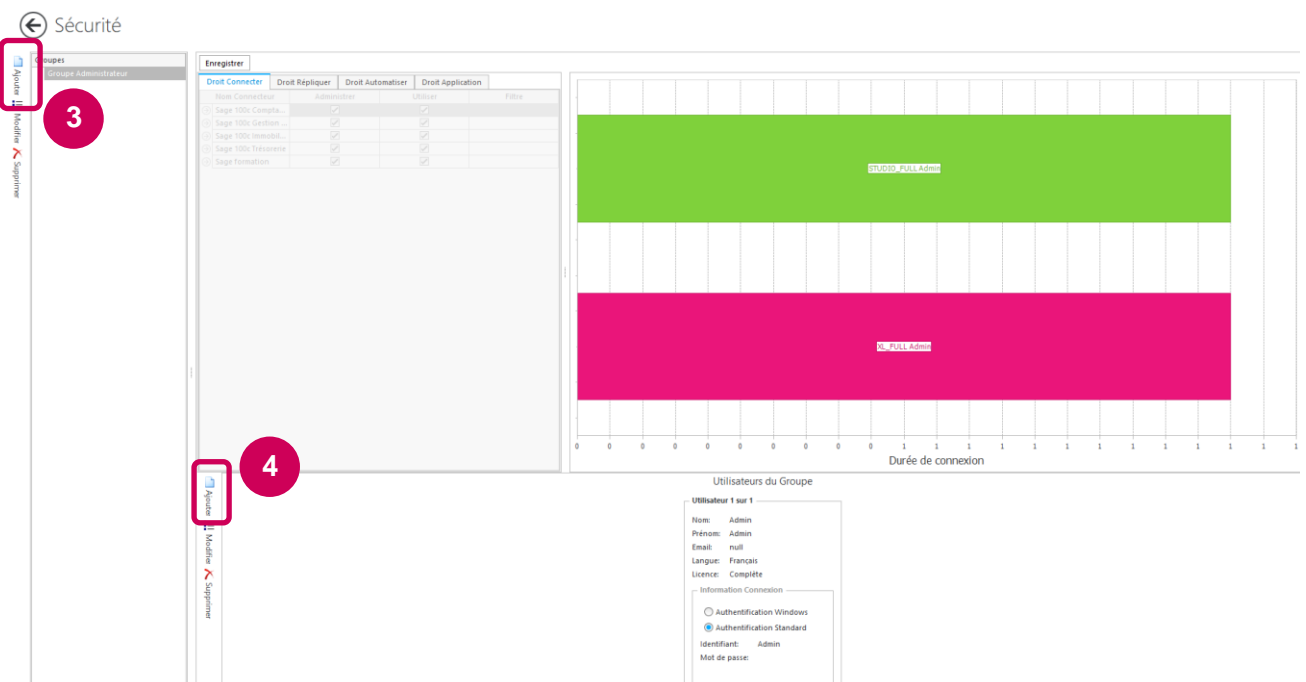 Sécurité
Ajouter
Modifier
Supprimer
3
oupes
Groupe Adminstrateur
Enregistrer
Droit Connecter Droit Répliquer Droit Automatiser Droit Application
Nom Connecteur Administrer Utiliser Filtre
Sage 100c Compta...
Sage 100c Gestion ...
Sage 100c Immobil...
Sage 100c Trésorerie
Sage formation
STUDIO_FULL Admin
XL_FULL Admin
0 0 0 0 0 0 0 0 0 0 1 1 1 1 1 1 1 1 1 1 1 1 1
Durée de connexion
4
Ajouter
Modifier
Supprimer
Utilisateurs du Groupe
Utilisateur 1 sur 1
Nom: Admin
Prénom: Admin
Email: null
Langue: Français
Licence: Complète
Information Connexion
Authentification Windows
Authentification Standard
Identifiant: Admin
Mot de passe: